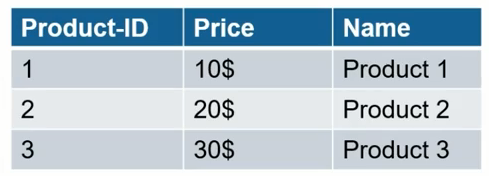 Product-ID Price Name
1 10$ Product 1
2 20$ Product 2
3 30$ Product 3